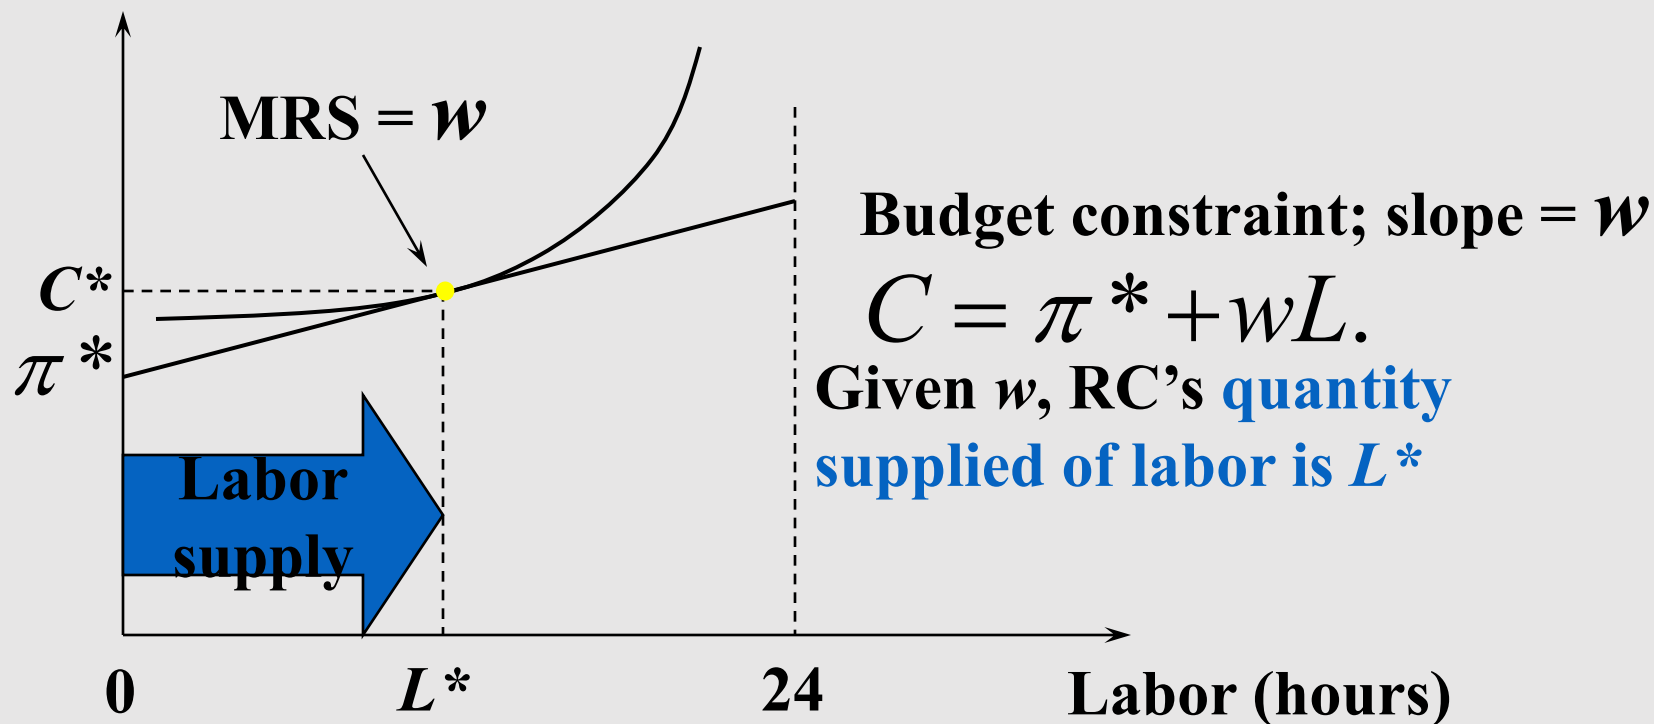 MRS = w
Budget constraint; slope = w
C*
C = π* + wL.
π*
Given w, RC’s quantity
supplied of labor is L*
Labor
supply
0
L*
24
Labor (hours)